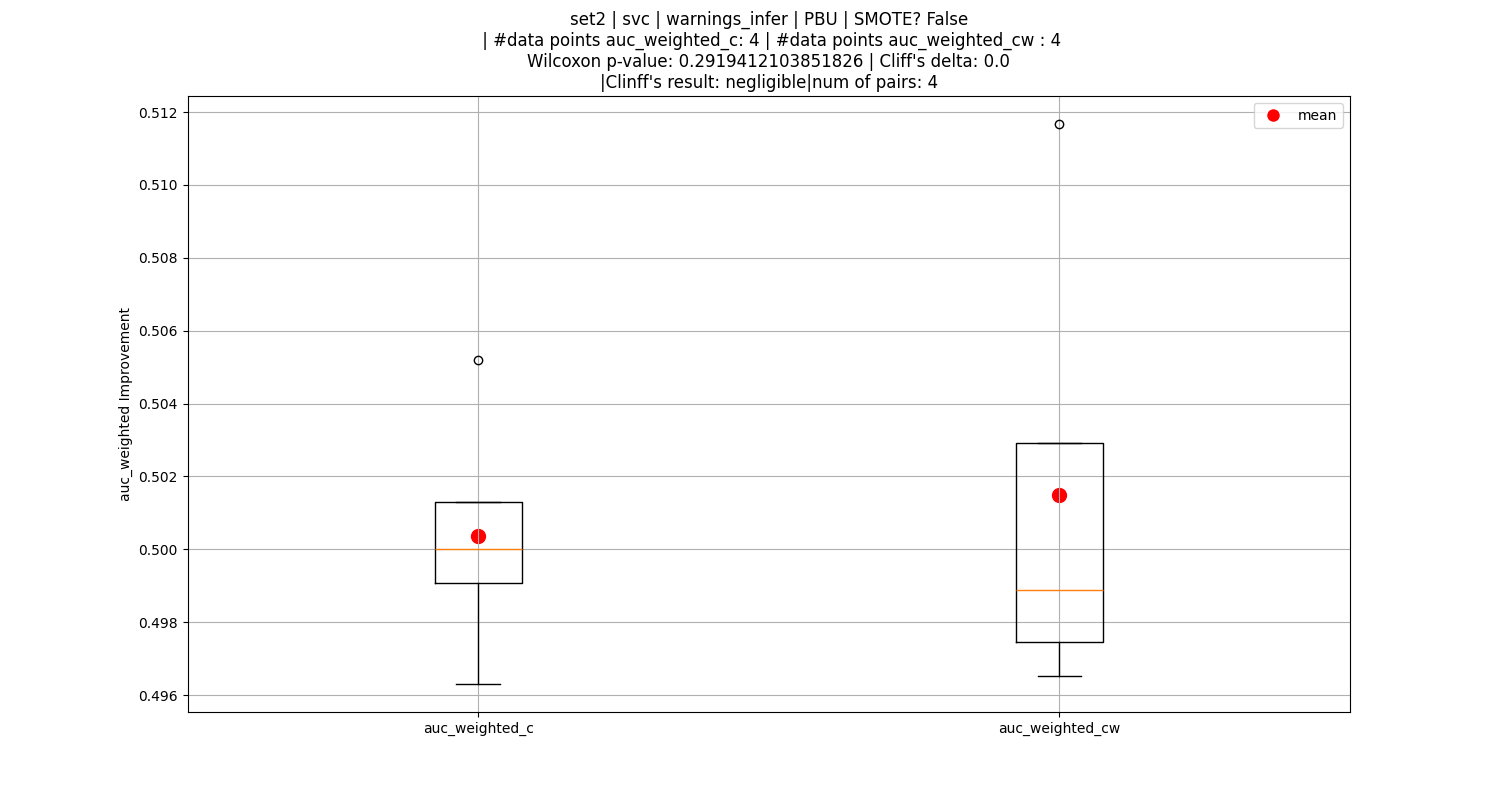 set2 | svc | warnings_infer | PBU | SMOTE? False
| #data points auc_weighted_c: 4 | #data points auc_weighted_cw : 4
Wilcoxon p-value: 0.2919412103851826 | Cliff's delta: 0.0
|Clinff's result: negligible|num of pairs: 4
mean
0.512
0.510
0.508
0.506
0.504
0.502
0.500
0.498
0.496
auc_weighted Improvement
auc_weighted_c
auc_weighted_cw